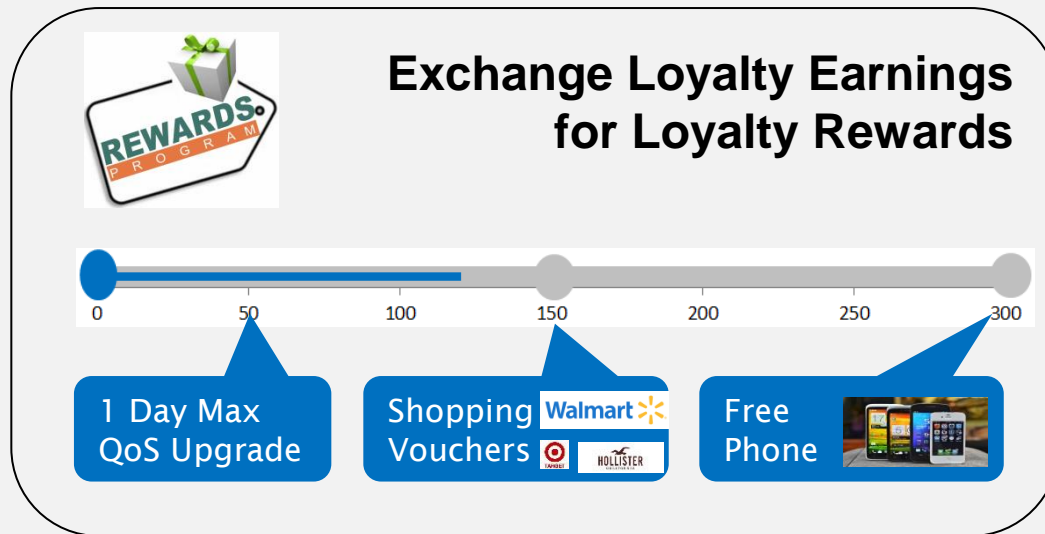 Exchange Loyalty Earnings
for Loyalty Rewards
REWARDS
PROGRAM
0 50 100 150 200 250 300
1 Day Max
QoS Upgrade
Shopping Walmart
Vouchers TARGET HOLLISTER
Free
Phone